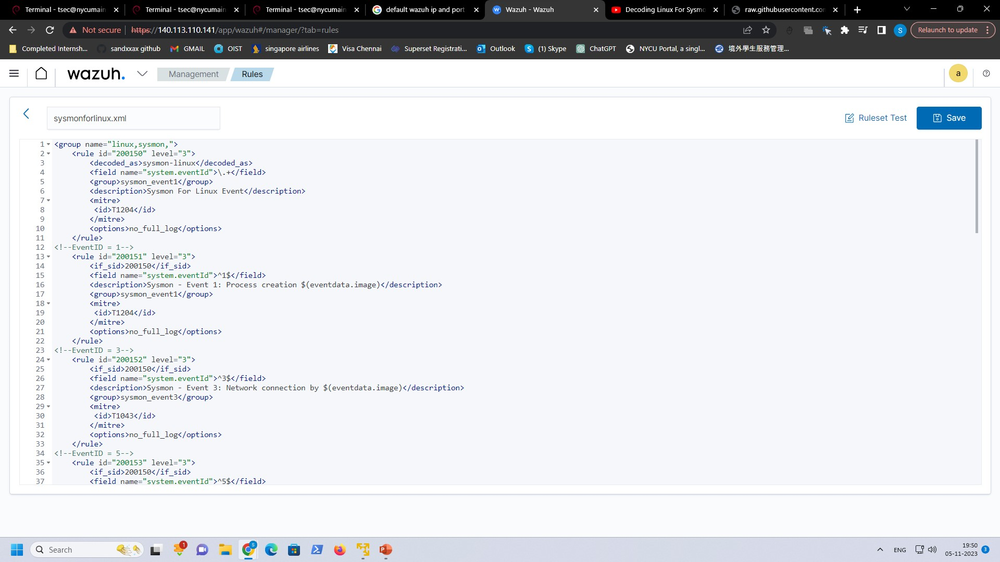 Terminal - tsec@nycumain
Terminal - tsec@nycumain
Terminal - tsec@nycumain
default wazuh ip and port
Wazuh - Wazuh
Decoding Linux For Sysmo
raw.githubusercontent.com
Not secure
https://140.113.110.141/app/wazuh#/manager/?tab=rules
S
Relaunch to update
Completed Internsh...
sandxxax github
GMAIL
OIST
singapore airlines
Visa Chennai
Superset Registrati...
Outlook
(1) Skype
ChatGPT
NYCU Portal, a singl...
境外學生服務管理...
wazuh.
Management
Rules
a
sysmonforlinux.xml
Ruleset Test
Save
1 <group name="linux,sysmon,">
2 <rule id="200150" level="3">
3 <decoded_as>sysmon-linux</decoded_as>
4 <field name="system.eventId">\.+</field>
5 <group>sysmon_event1</group>
6 <description>Sysmon For Linux Event</description>
7 <mitre>
8 <id>T1204</id>
9 </mitre>
10 <options>no_full_log</options>
11 </rule>
12 <!--EventID = 1-->
13 <rule id="200151" level="3">
14 <if_sid>200150</if_sid>
15 <field name="system.eventId">^1$</field>
16 <description>Sysmon - Event 1: Process creation $(eventdata.image)</description>
17 <group>sysmon_event1</group>
18 <mitre>
19 <id>T1204</id>
20 </mitre>
21 <options>no_full_log</options>
22 </rule>
23 <!--EventID = 3-->
24 <rule id="200152" level="3">
25 <if_sid>200150</if_sid>
26 <field name="system.eventId">^3$</field>
27 <description>Sysmon - Event 3: Network connection by $(eventdata.image)</description>
28 <group>sysmon_event3</group>
29 <mitre>
30 <id>T1043</id>
31 </mitre>
32 <options>no_full_log</options>
33 </rule>
34 <!--EventID = 5-->
35 <rule id="200153" level="3">
36 <if_sid>200150</if_sid>
37 <field name="system.eventId">^5$</field>
Search
1
S
ENG
19:50
05-11-2023
3